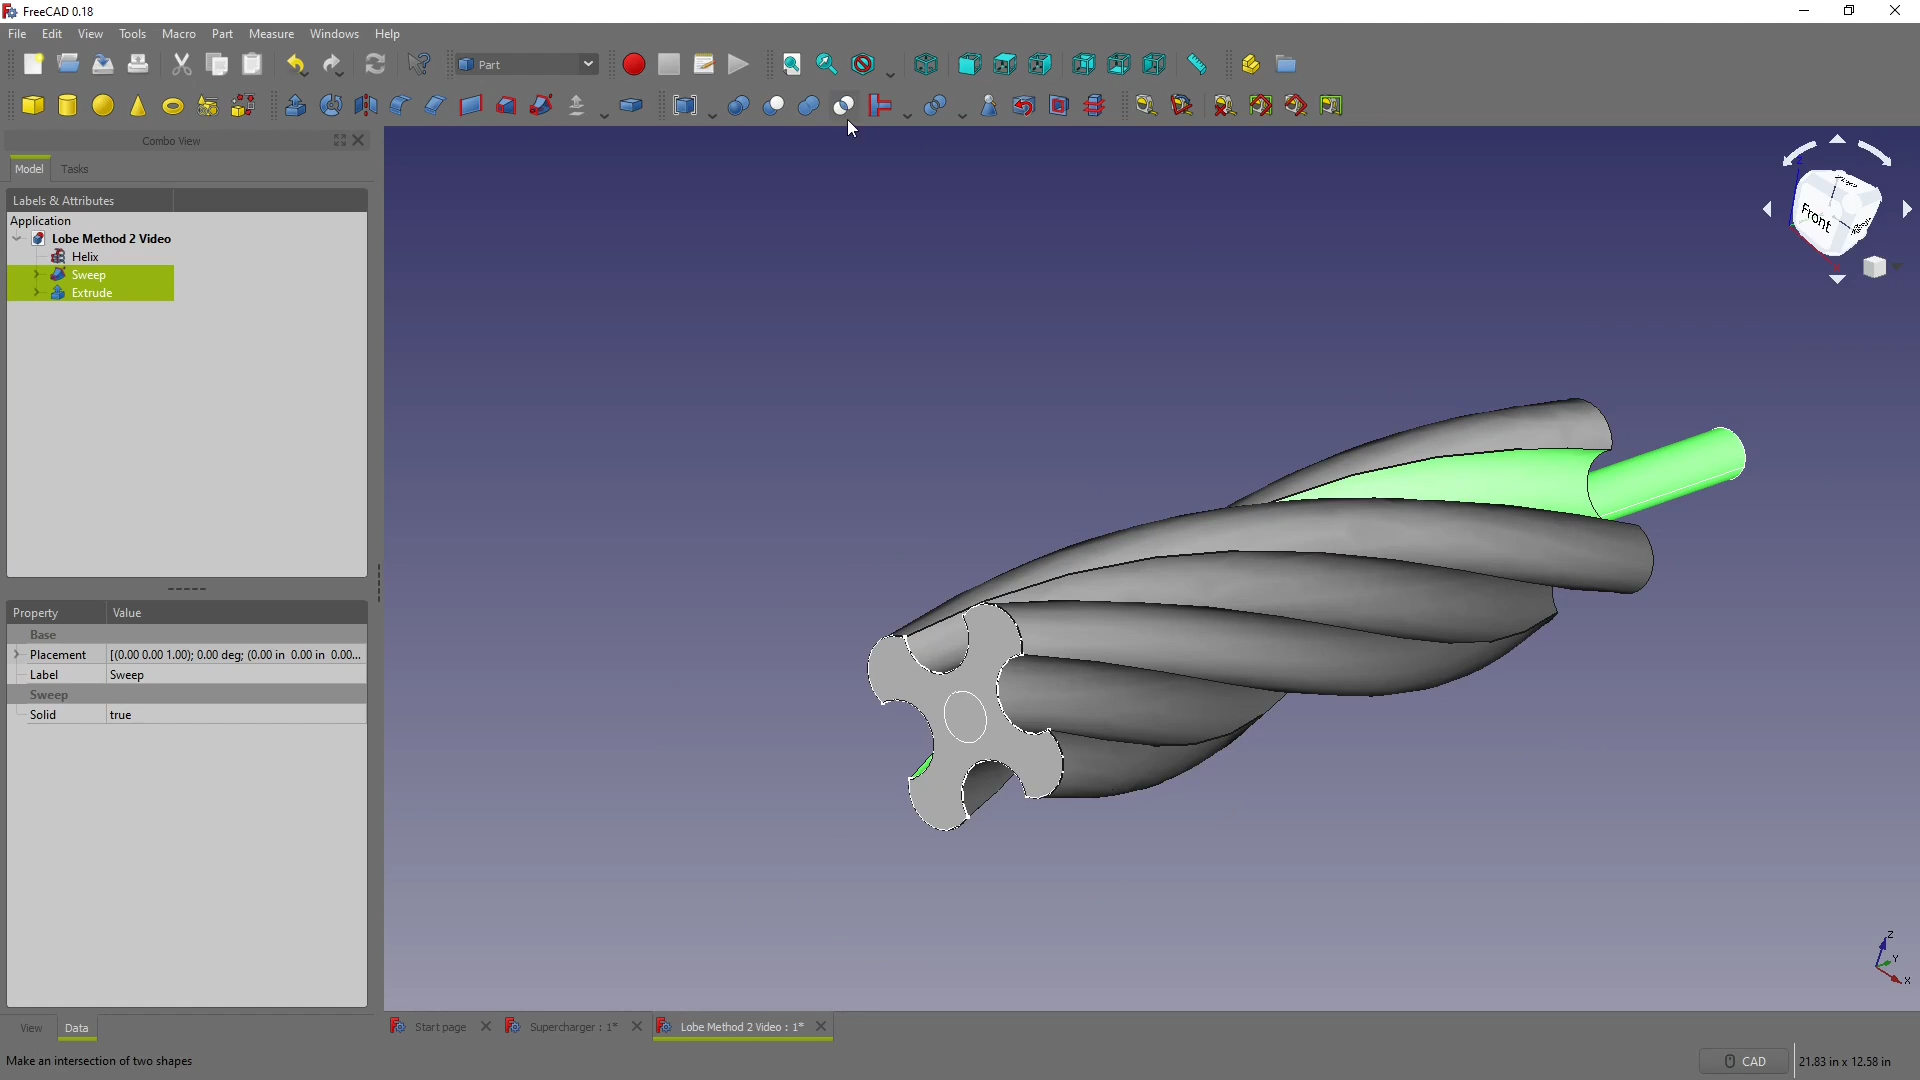 FreeCAD 0.18
File Edit View Tools Macro Part Measure Windows Help
Part
Combo View
Model Tasks
Labels & Attributes
Application
Lobe Method 2 Video
Helix
Sweep
Extrude
Front
Property Value
Base
Placement [(0.00 0.00 1.00); 0.00 deg; (0.00 in 0.00 in 0.00...
Label Sweep
Sweep
Solid true
Z
Y
X
View Data
Start page Supercharger : 1* Lobe Method 2 Video : 1*
Make an intersection of two shapes
CAD 21.83 in x 12.58 in